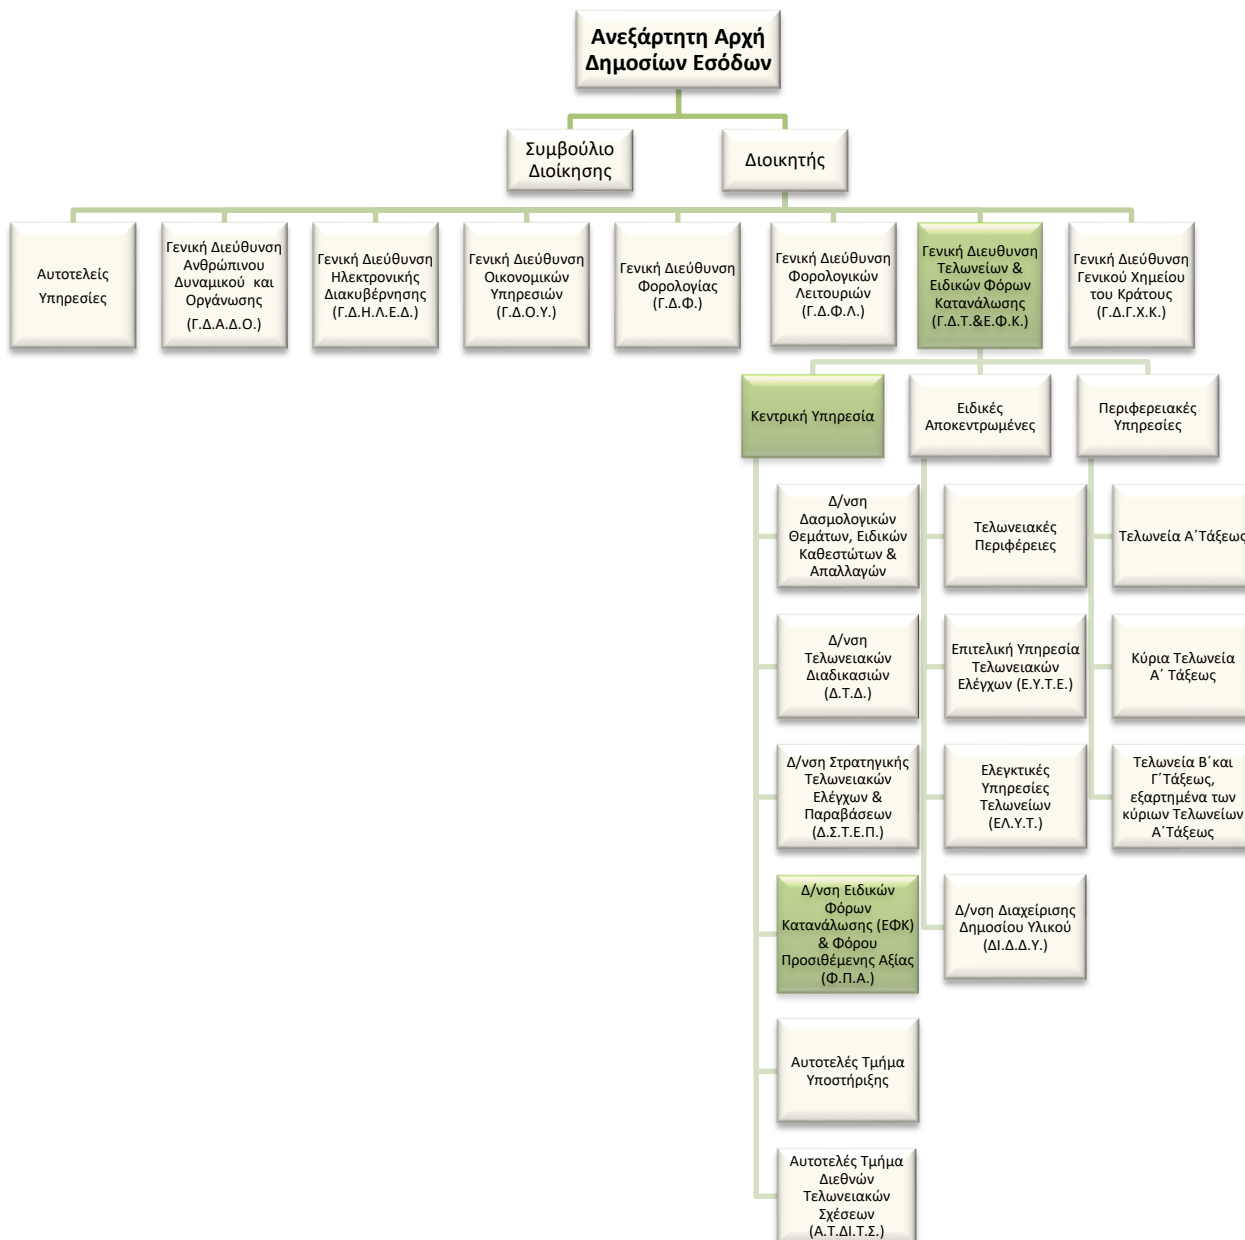 Ανεξάρτητη Αρχή
Δημοσίων Εσόδων
Συμβούλιο
Διοίκησης
Διοικητής
Αυτοτελείς
Υπηρεσίες
Γενική Διεύθυνση
Ανθρώπινου
Δυναμικού και
Οργάνωσης
(Γ.Δ.Α.Δ.Ο.)
Γενική Διεύθυνση
Ηλεκτρονικής
Διακυβέρνησης
(Γ.Δ.Η.Λ.Ε.Δ.)
Γενική Διεύθυνση
Οικονομικών
Υπηρεσιών
(Γ.Δ.Ο.Υ.)
Γενική Διεύθυνση
Φορολογίας
(Γ.Δ.Φ.)
Γενική Διεύθυνση
Φορολογικών
Λειτουριών
(Γ.Δ.Φ.Λ.)
Γενική Διευθυνση
Τελωνείων &
Ειδικών Φόρων
Κατανάλωσης
(Γ.Δ.Τ.&Ε.Φ.Κ.)
Γενική Διεύθυνση
Γενικού Χημείου
του Κράτους
(Γ.Δ.Γ.Χ.Κ.)
Κεντρική Υπηρεσία
Δ/νση
Δασμολογικών
Θεμάτων, Ειδικών
Καθεστώτων &
Απαλλαγών
Δ/νση
Τελωνειακών
Διαδικασιών
(Δ.Τ.Δ.)
Δ/νση Στρατηγικής
Τελωνειακών
Ελέγχων &
Παραβάσεων
(Δ.Σ.Τ.Ε.Π.)
Δ/νση Ειδικών
Φόρων
Κατανάλωσης (ΕΦΚ)
& Φόρου
Προσιθέμενης Αξίας
(Φ.Π.Α.)
Αυτοτελές Τμήμα
Υποστήριξης
Αυτοτελές Τμήμα
Διεθνών
Τελωνειακών
Σχέσεων
(Α.Τ.ΔΙ.Τ.Σ.)
Ειδικές
Αποκεντρωμένες
Τελωνειακές
Περιφέρειες
Επιτελική Υπηρεσία
Τελωνειακών
Ελέγχων (Ε.Υ.Τ.Ε.)
Ελεγκτικές
Υπηρεσίες
Τελωνείων
(ΕΛ.Υ.Τ.)
Δ/νση Διαχείρισης
Δημοσίου Υλικού
(ΔΙ.Δ.Δ.Υ.)
Περιφερειακές
Υπηρεσίες
Τελωνεία Α΄Τάξεως
Κύρια Τελωνεία
Α΄ Τάξεως
Τελωνεία Β΄και
Γ΄Τάξεως,
εξαρτημένα των
κύριων Τελωνείων
Α΄Τάξεως